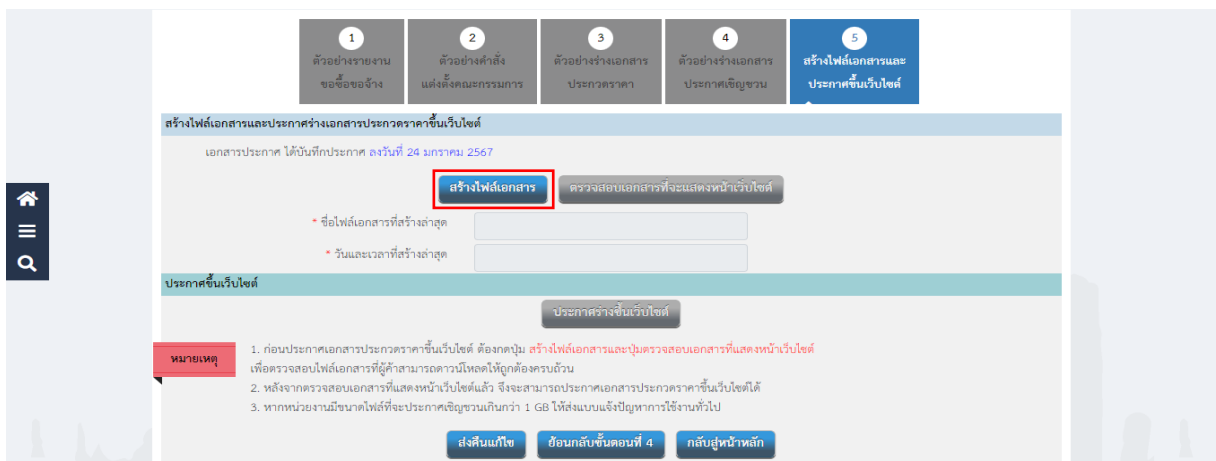 1
ตัวอย่างรายงาน
ขอซื้อขอจ้าง
2
ตัวอย่างคำสั่ง
แต่งตั้งคณะกรรมการ
3
ตัวอย่างร่างเอกสาร
ประกวดราคา
4
ตัวอย่างร่างเอกสาร
ประกาศเชิญชวน
5
สร้างไฟล์เอกสารและ
ประกาศขึ้นเว็บไซต์
สร้างไฟล์เอกสารและประกาศร่างเอกสารประกวดราคาขึ้นเว็บไซต์
เอกสารประกาศ ได้บันทึกประกาศ ลงวันที่ 24 มกราคม 2567
สร้างไฟล์เอกสาร ตรวจสอบเอกสารที่จะแสดงหน้าเว็บไซต์
* ชื่อไฟล์เอกสารที่สร้างล่าสุด
* วันและเวลาที่สร้างล่าสุด
ประกาศขึ้นเว็บไซต์
ประกาศร่างขึ้นเว็บไซต์
หมายเหตุ
1. ก่อนประกาศเอกสารประกวดราคาขึ้นเว็บไซต์ ต้องกดปุ่ม สร้างไฟล์เอกสารและปุ่มตรวจสอบเอกสารที่แสดงหน้าเว็บไซต์
เพื่อตรวจสอบไฟล์เอกสารที่ผู้ค้าสามารถดาวน์โหลดให้ถูกต้องครบถ้วน
2. หลังจากตรวจสอบเอกสารที่แสดงหน้าเว็บไซต์แล้ว จึงจะสามารถประกาศเอกสารประกวดราคาขึ้นเว็บไซต์ได้
3. หากหน่วยงานมีขนาดไฟล์ที่จะประกาศเชิญชวนเกินกว่า 1 GB ให้ส่งแบบแจ้งปัญหาการใช้งานทั่วไป
ส่งคืนแก้ไข ย้อนกลับขั้นตอนที่ 4 กลับสู่หน้าหลัก